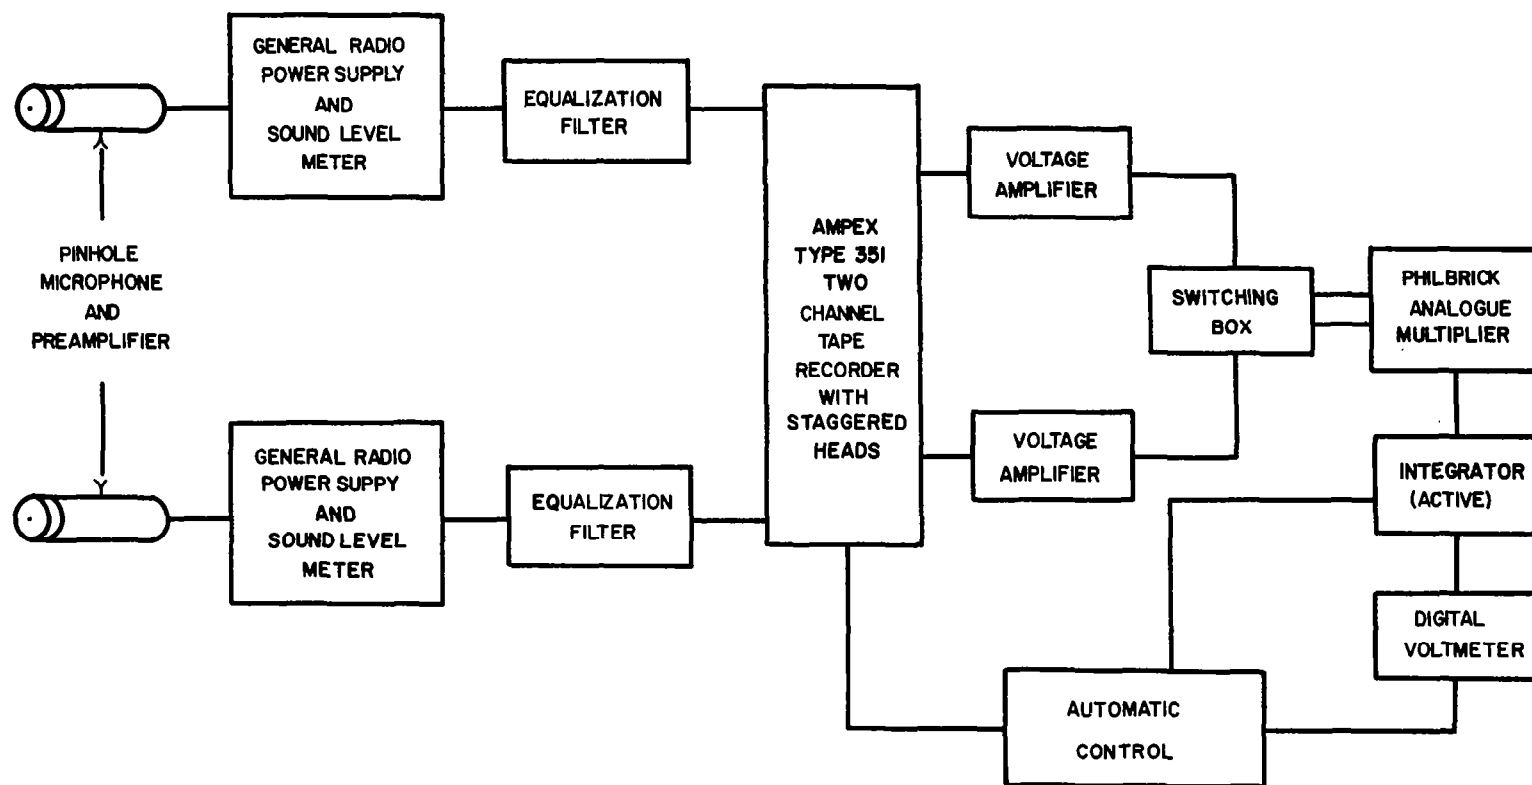 GENERAL RADIO
POWER SUPPLY
AND
SOUND LEVEL
METER
EQUALIZATION
FILTER
PINHOLE
MICROPHONE
AND
PREAMPLIFIER
GENERAL RADIO
POWER SUPPY
AND
SOUND LEVEL
METER
EQUALIZATION
FILTER
AMPEX
TYPE 351
TWO
CHANNEL
TAPE
RECORDER
WITH
STAGGERED
HEADS
VOLTAGE
AMPLIFIER
VOLTAGE
AMPLIFIER
SWITCHING
BOX
PHILBRICK
ANALOGUE
MULTIPLIER
INTEGRATOR
(ACTIVE)
DIGITAL
VOLTMETER
AUTOMATIC
CONTROL